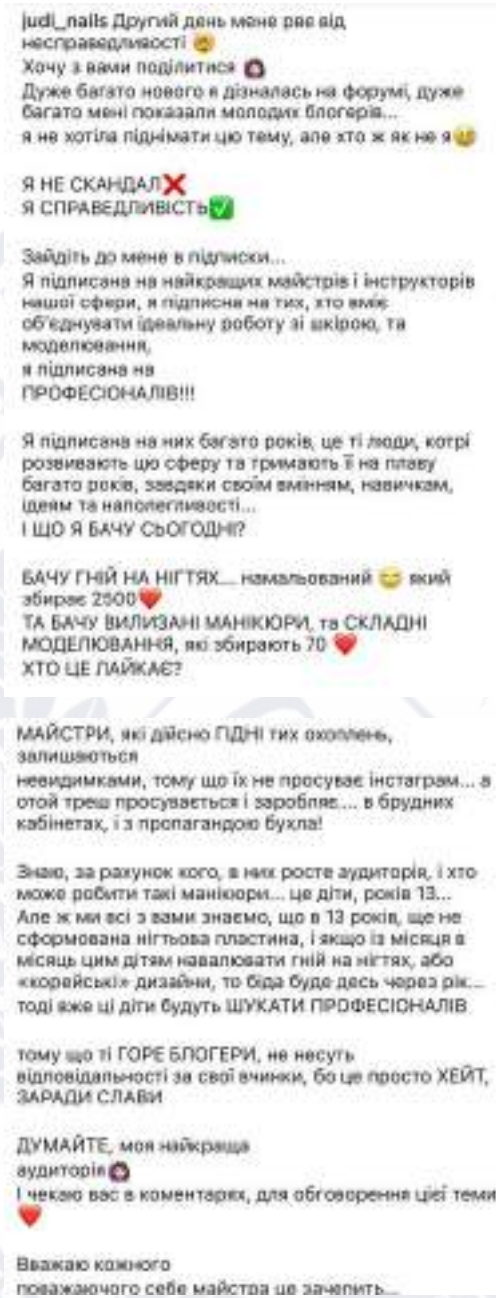 judi_nails Другий день мене рве від
несправедливості 🤕
Хочу з вами поділитися 🤷🏻‍♀️
Дуже багато нового я дізналась на форумі, дуже
багато мені показали молодих блогерів...
я не хотіла піднімати цю тему, але хто ж як не я😅
Я НЕ СКАНДАЛ❌
Я СПРАВЕДЛИВІСТЬ✅
Зайдіть до мене в підписки...
Я підписана на найкращих майстрів і інструкторів
нашої сфери, я підписна на тих, хто вміє
об'єднувати ідеальну роботу зі шкірою, та
моделювання,
я підписана на
ПРОФЕСІОНАЛІВ!!!
Я підписана на них багато років, це ті люди, котрі
розвивають цю сферу та тримають її на плаву
багато років, завдяки своїм вмінням, навичкам,
ідеям та наполегливості...
І ЩО Я БАЧУ СЬОГОДНІ?
БАЧУ ГНІЙ НА НІГТЯХ... намальований 😅 який
збирає 2500❤️
ТА БАЧУ ВИЛИЗАНІ МАНІКЮРИ, та СКЛАДНІ
МОДЕЛЮВАННЯ, які збирають 70 ❤️
ХТО ЦЕ ЛАЙКАЄ?
МАЙСТРИ, які дійсно ГІДНІ тих охоплень,
залишаються
невидимками, тому що їх не просуває інстаграм... а
отой треш просувається і заробляє.... в брудних
кабінетах, і з пропагандою бухла!
Знаю, за рахунок кого, в них росте аудиторія, і хто
може робити такі манікюри... це діти, років 13...
Але ж ми всі з вами знаємо, що в 13 років, ще не
сформована нігтьова пластина, і якщо із місяця в
місяць цим дітям навалювати гній на нігтях, або
«корейські» дизайни, то біда буде десь через рік...
тоді вже ці діти будуть ШУКАТИ ПРОФЕСІОНАЛІВ
тому що ті ГОРЕ БЛОГЕРИ, не несуть
відповідальності за свої вчинки, бо це просто ХЕЙТ,
ЗАРАДИ СЛАВИ
ДУМАЙТЕ, моя найкраща
аудиторія🤷🏻‍♀️
І чекаю вас в коментарях, для обговорення цієї теми
❤️
Вважаю кожного
поважаючого себе майстра це зачепить...